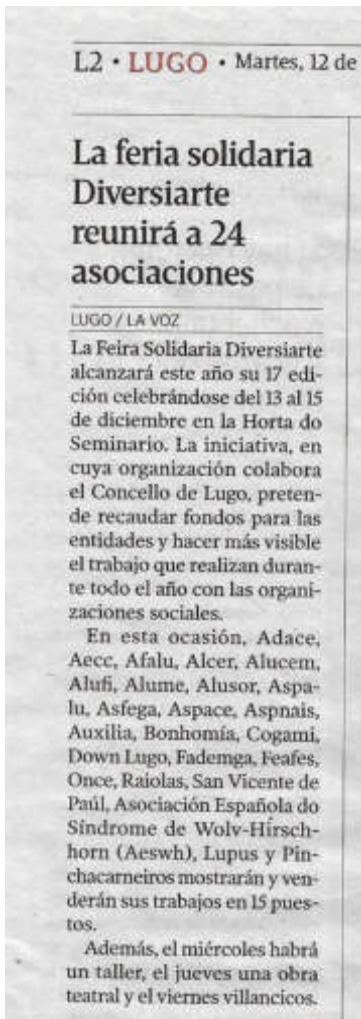 L2 • LUGO • Martes, 12 de
La feria solidaria
Diversiarte
reunirá a 24
asociaciones
LUGO / LA VOZ
La Feira Solidaria Diversiarte
alcanzará este año su 17 edi-
ción celebrándose del 13 al 15
de diciembre en la Horta do
Seminario. La iniciativa, en
cuya organización colabora
el Concello de Lugo, preten-
de recaudar fondos para las
entidades y hacer más visible
el trabajo que realizan duran-
te todo el año con las organi-
zaciones sociales.
En esta ocasión, Adace,
Aecc, Afalu, Alcer, Alucem,
Alufi, Alume, Alusor, Aspa-
lu, Asfega, Aspace, Aspnais,
Auxilia, Bonhomía, Cogami,
Down Lugo, Fademga, Feafes,
Once, Raiolas, San Vicente de
Paúl, Asociación Española do
Síndrome de Wolv-Hirsch-
horn (Aeswh), Lupus y Pin-
chacarneiros mostrarán y ven-
derán sus trabajos en 15 pues-
tos.
Además, el miércoles habrá
un taller, el jueves una obra
teatral y el viernes villancicos.